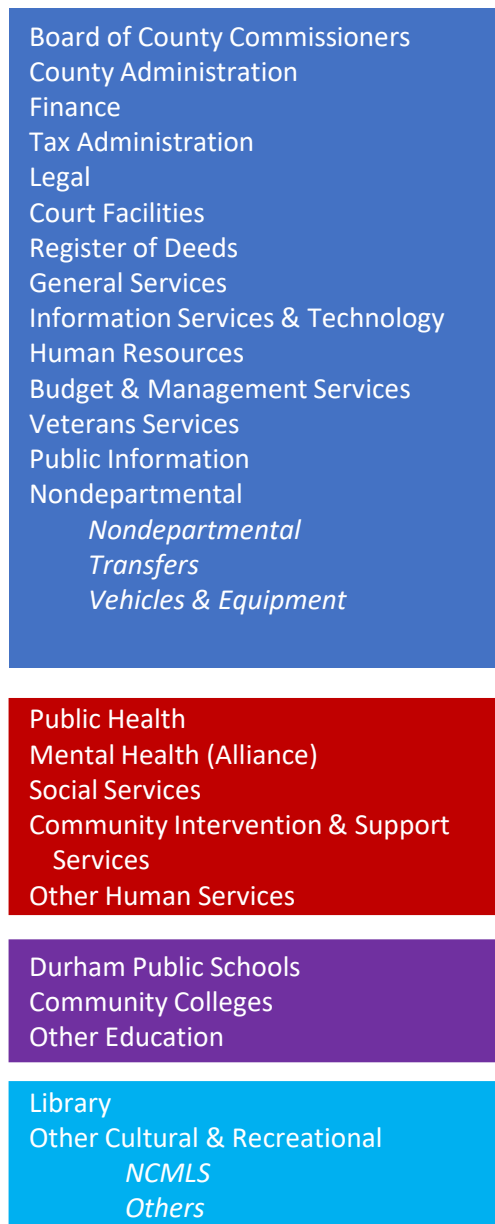 Board of County Commissioners
County Administration
Finance
Tax Administration
Legal
Court Facilities
Register of Deeds
General Services
Information Services & Technology
Human Resources
Budget & Management Services
Veterans Services
Public Information
Nondepartmental
Nondepartmental
Transfers
Vehicles & Equipment
Public Health
Mental Health (Alliance)
Social Services
Community Intervention & Support
Services
Other Human Services
Durham Public Schools
Community Colleges
Other Education
Library
Other Cultural & Recreational
NCMLS
Others